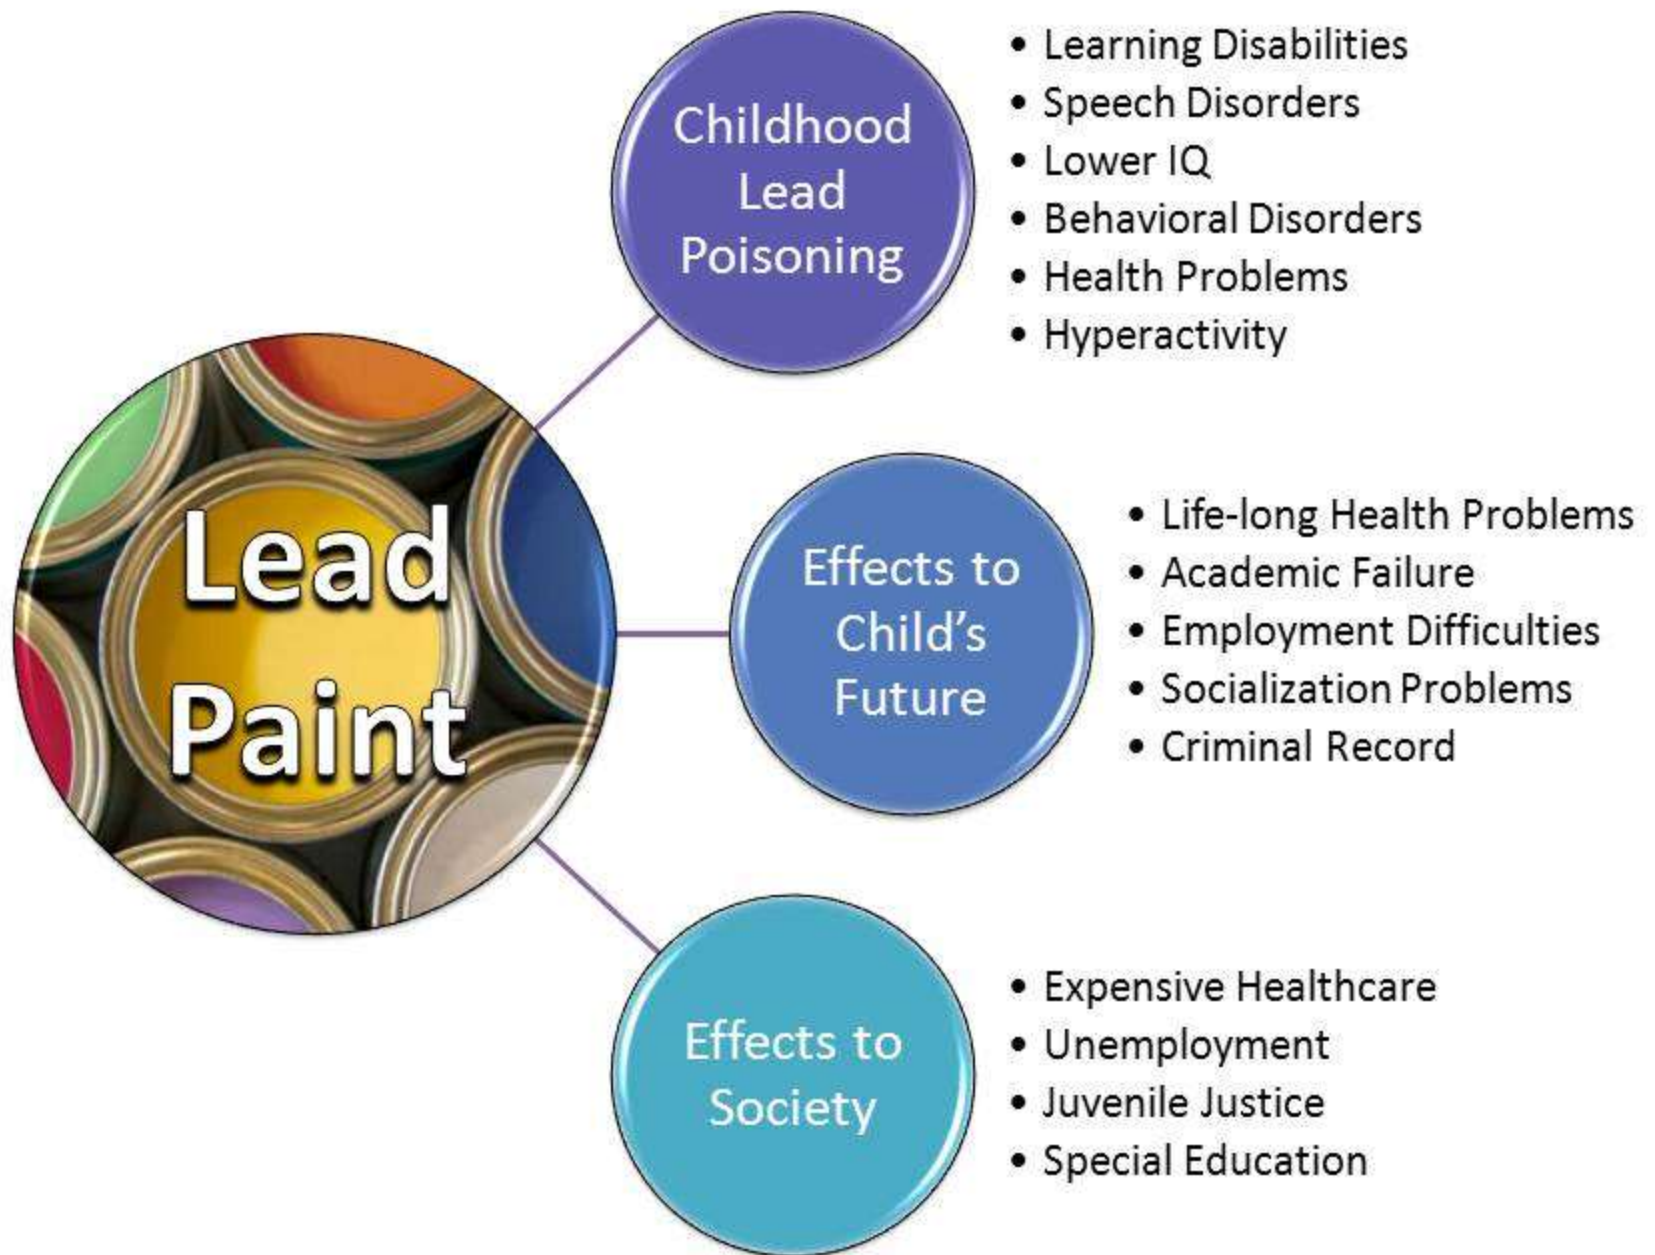 Lead
Paint
Childhood
Lead
Poisoning
• Learning Disabilities
• Speech Disorders
• Lower IQ
• Behavioral Disorders
• Health Problems
• Hyperactivity
Effects to
Child’s
Future
• Life-long Health Problems
• Academic Failure
• Employment Difficulties
• Socialization Problems
• Criminal Record
Effects to
Society
• Expensive Healthcare
• Unemployment
• Juvenile Justice
• Special Education